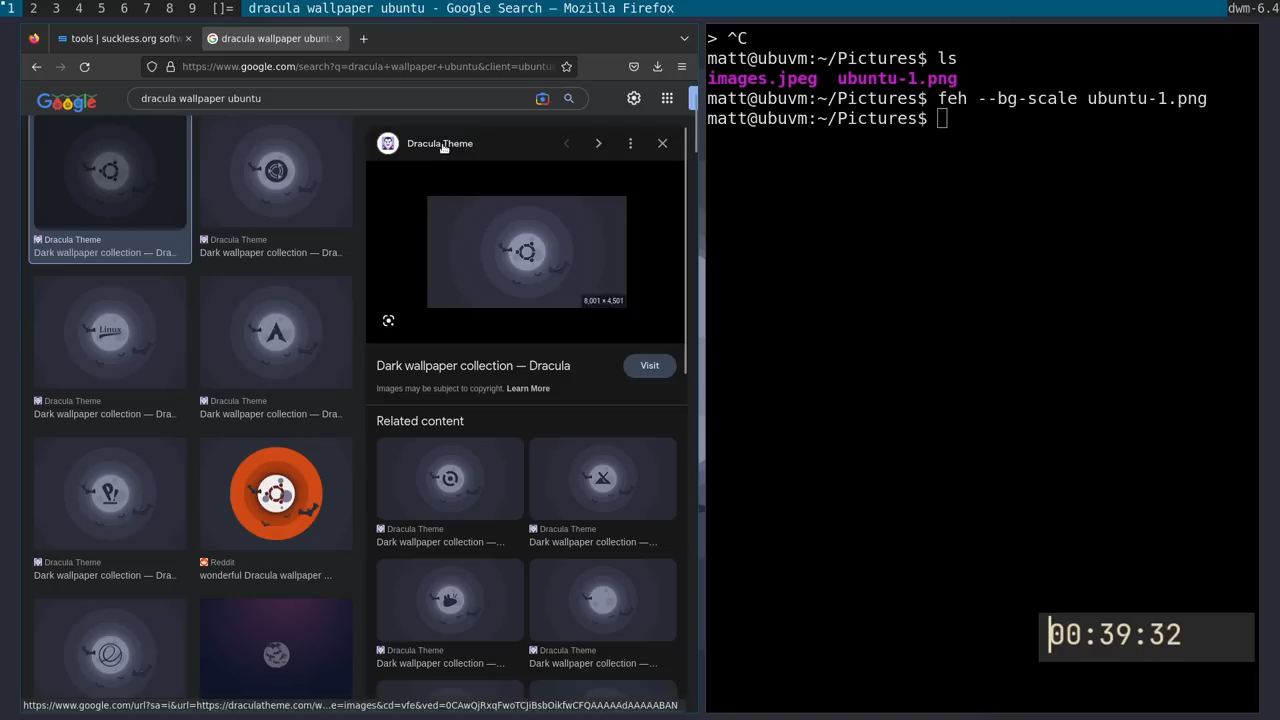 1 2 3 4 5 6 7 8 9 []= dracula wallpaper ubuntu - Google Search — Mozilla Firefox dwm-6.4
tools | suckless.org softw
dracula wallpaper ubunt
https://www.google.com/search?q=dracula+wallpaper+ubuntu&client=ubuntu
Google
dracula wallpaper ubuntu
Dracula Theme
Dark wallpaper collection — Dra..
Dracula Theme
Dark wallpaper collection — Dra..
Linux
Dracula Theme
Dark wallpaper collection — Dra..
Dracula Theme
Dark wallpaper collection — Dra..
Dracula Theme
Dark wallpaper collection — Dra..
Reddit
wonderful Dracula wallpaper ...
Dracula Theme
8,001 × 4,501
Dark wallpaper collection — Dracula
Visit
Images may be subject to copyright. Learn More
Related content
Dracula Theme
Dark wallpaper collection —...
Dracula Theme
Dark wallpaper collection —...
Dracula Theme
Dark wallpaper collection —...
Dracula Theme
Dark wallpaper collection —...
https://www.google.com/url?sa=i&url=https://draculatheme.com/w…e=images&cd=vfe&ved=0CAwQjRxqFwoTCJiBsbOikfwCFQAAAAAdAAAAABAN
> ^C
matt@ubuvm:~/Pictures$ ls
images.jpeg ubuntu-1.png
matt@ubuvm:~/Pictures$ feh --bg-scale ubuntu-1.png
matt@ubuvm:~/Pictures$
00:39:32